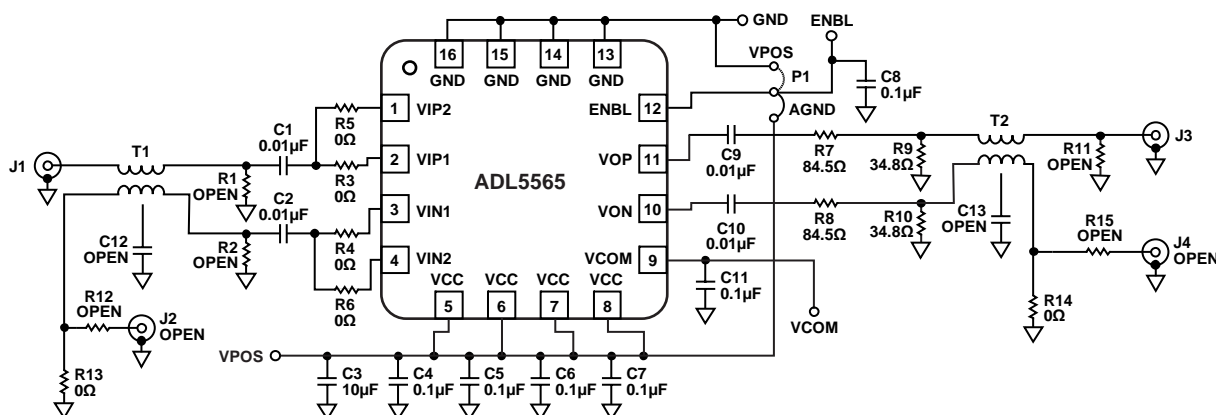 GND
ENBL
16
15
14
13
GND
GND
GND
GND
VPOS
P1
AGND
C8
0.1µF
1
VIP2
ENBL
12
R5
0Ω
C1
0.01µF
J1
T1
2
VIP1
VOP
11
C9
0.01µF
R7
84.5Ω
R9
34.8Ω
T2
R11
OPEN
J3
R1
OPEN
R3
0Ω
ADL5565
C2
0.01µF
3
VIN1
VON
10
R4
0Ω
C10
0.01µF
R8
84.5Ω
R10
34.8Ω
C13
OPEN
R15
OPEN
J4
OPEN
C12
OPEN
R2
OPEN
4
VIN2
VCOM
9
R6
0Ω
VCC
VCC
VCC
VCC
5
6
7
8
C11
0.1µF
VCOM
R14
0Ω
R12
OPEN
J2
OPEN
R13
0Ω
VPOS
C3
10µF
C4
0.1µF
C5
0.1µF
C6
0.1µF
C7
0.1µF